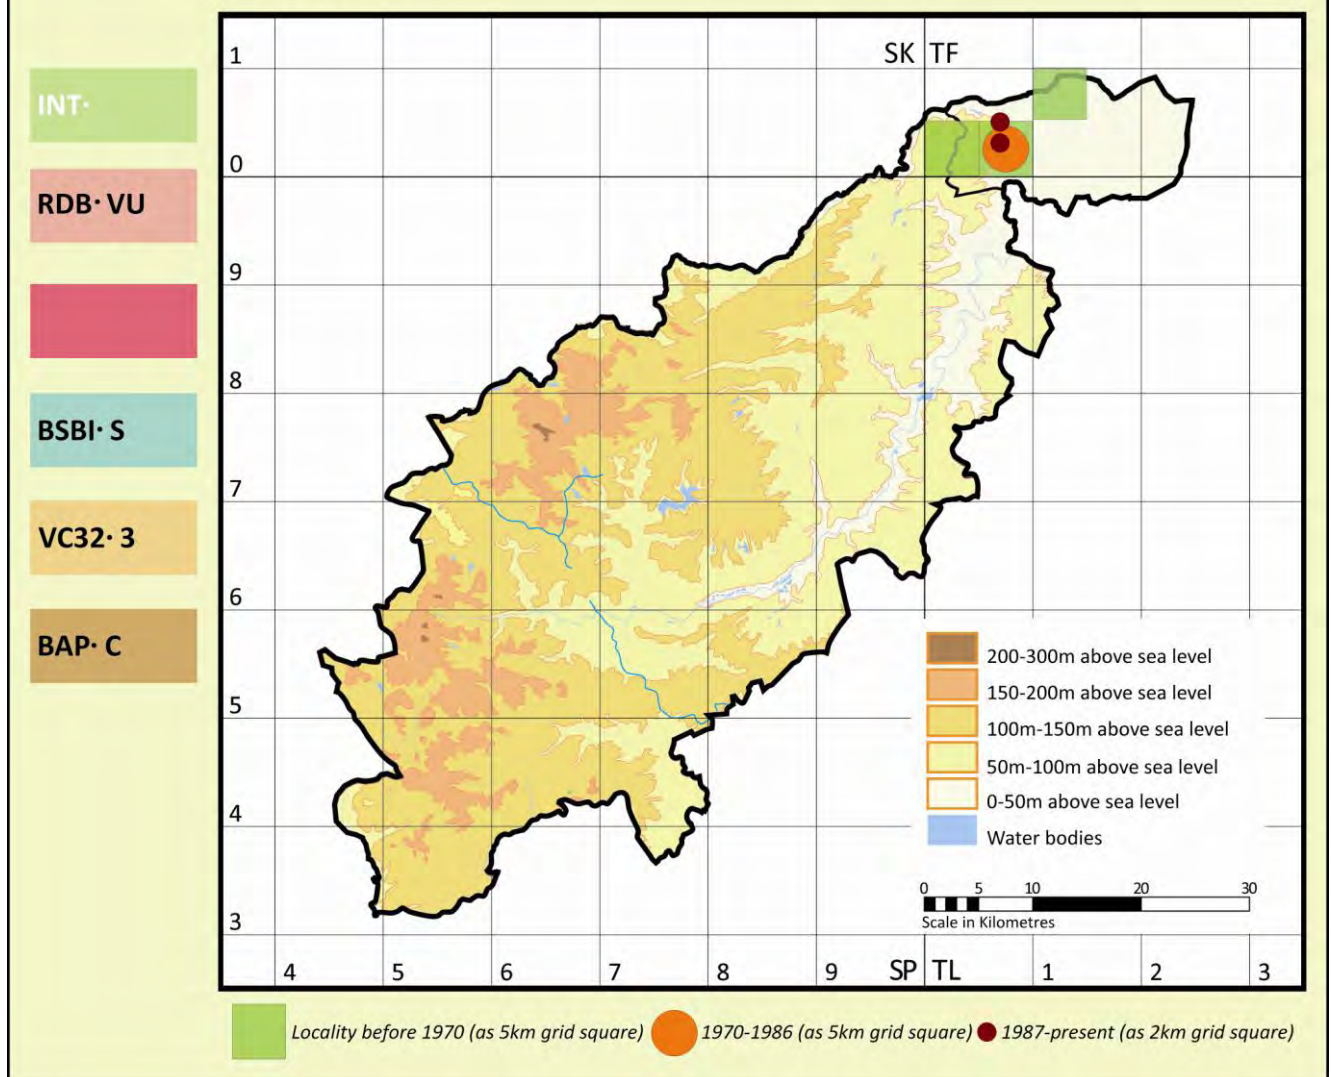 INT·
RDB· VU
BSBI· S
VC32· 3
BAP· C
SK TF
1
0
9
8
7
6
5
4
3
4 5 6 7 8 9 SP TL 1 2 3
200-300m above sea level
150-200m above sea level
100m-150m above sea level
50m-100m above sea level
0-50m above sea level
Water bodies
0 5 10 20 30
Scale in Kilometres
Locality before 1970 (as 5km grid square) 1970-1986 (as 5km grid square) 1987-present (as 2km grid square)